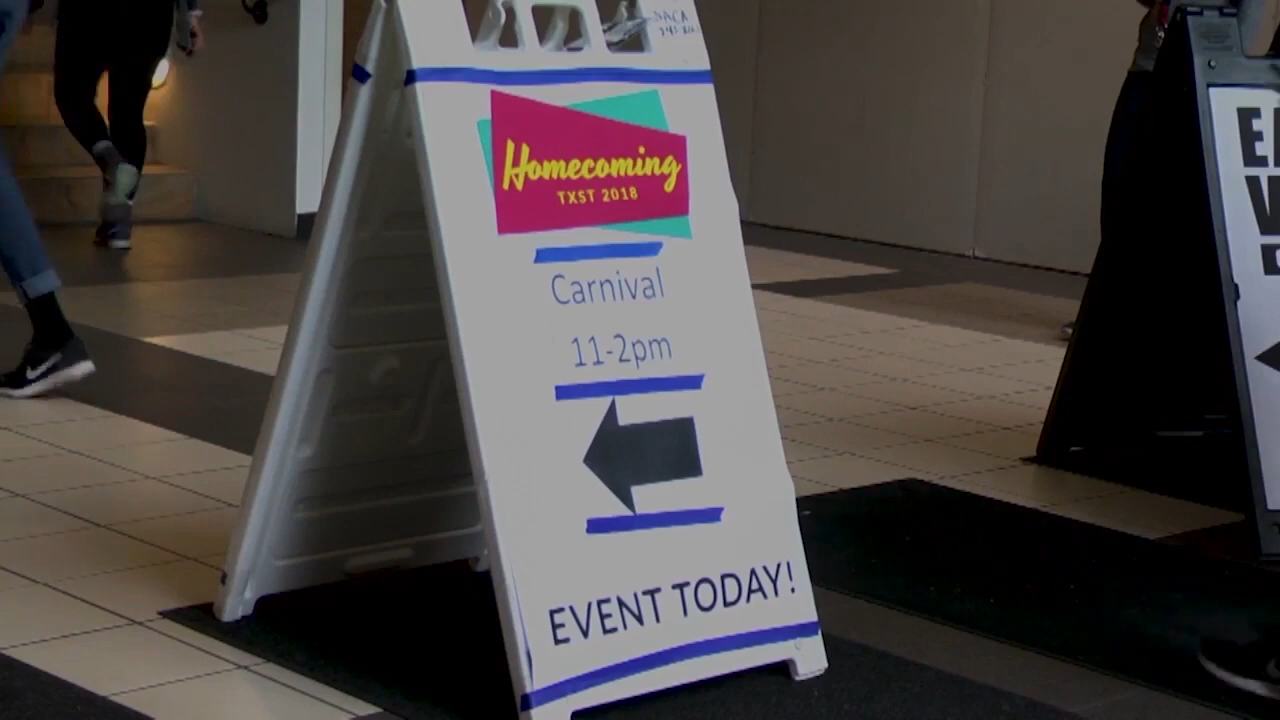 Homecoming
TXST 2018
Carnival
11-2pm
EVENT TODAY!